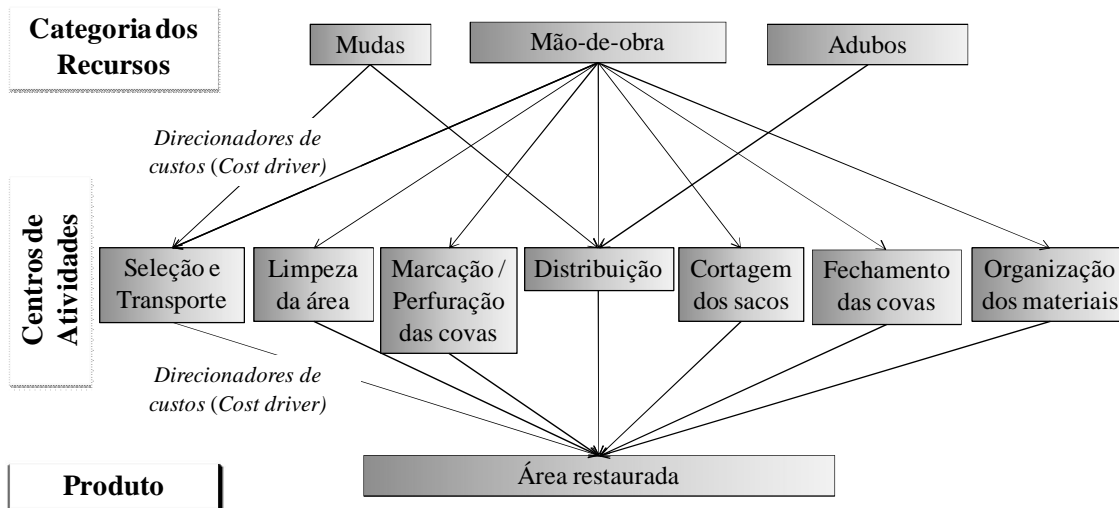 Categoria dos
Recursos
Mudas
Mão-de-obra
Adubos
Direcionadores de
custos (Cost driver)
Centros de
Atividades
Seleção e
Transporte
Limpeza
da área
Marcação /
Perfuração
das covas
Distribuição
Cortagem
dos sacos
Fechamento
das covas
Organização
dos materiais
Direcionadores de
custos (Cost driver)
Produto
Área restaurada